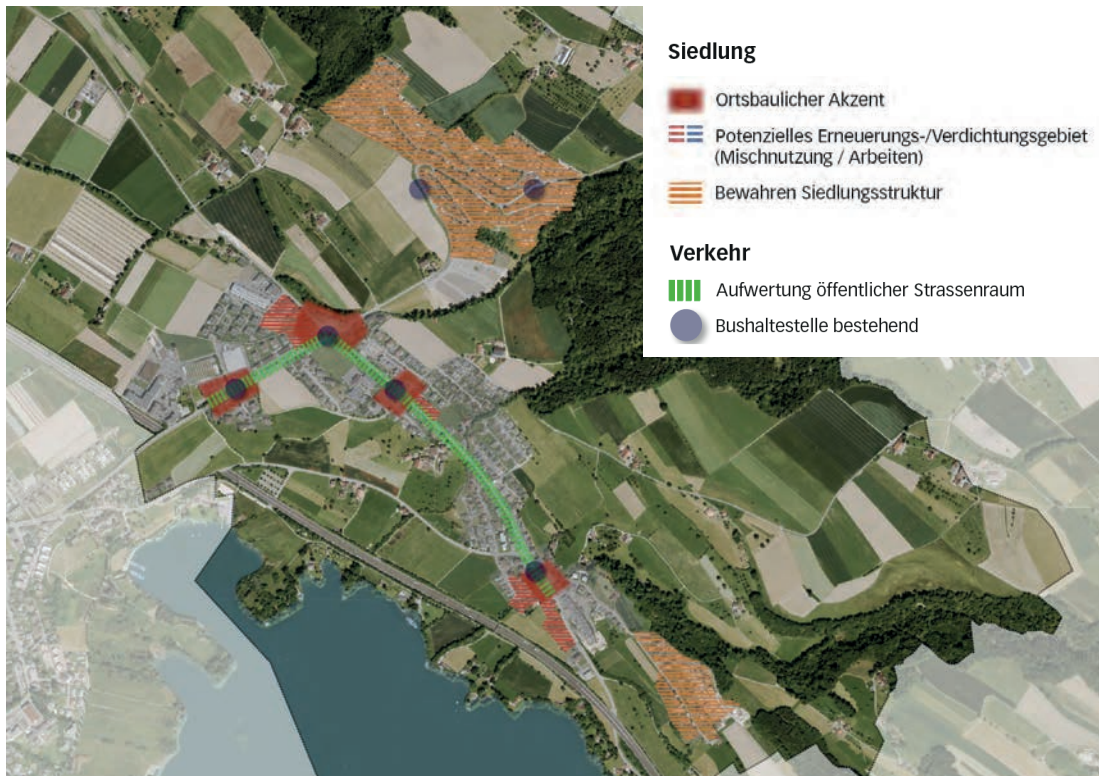 Siedlung
Ortsbaulicher Akzent
Potenzielles Erneuerungs-/Verdichtungsgebiet
(Mischnutzung / Arbeiten)
Bewahren Siedlungsstruktur
Verkehr
Aufwertung öffentlicher Strassenraum
Bushaltestelle bestehend